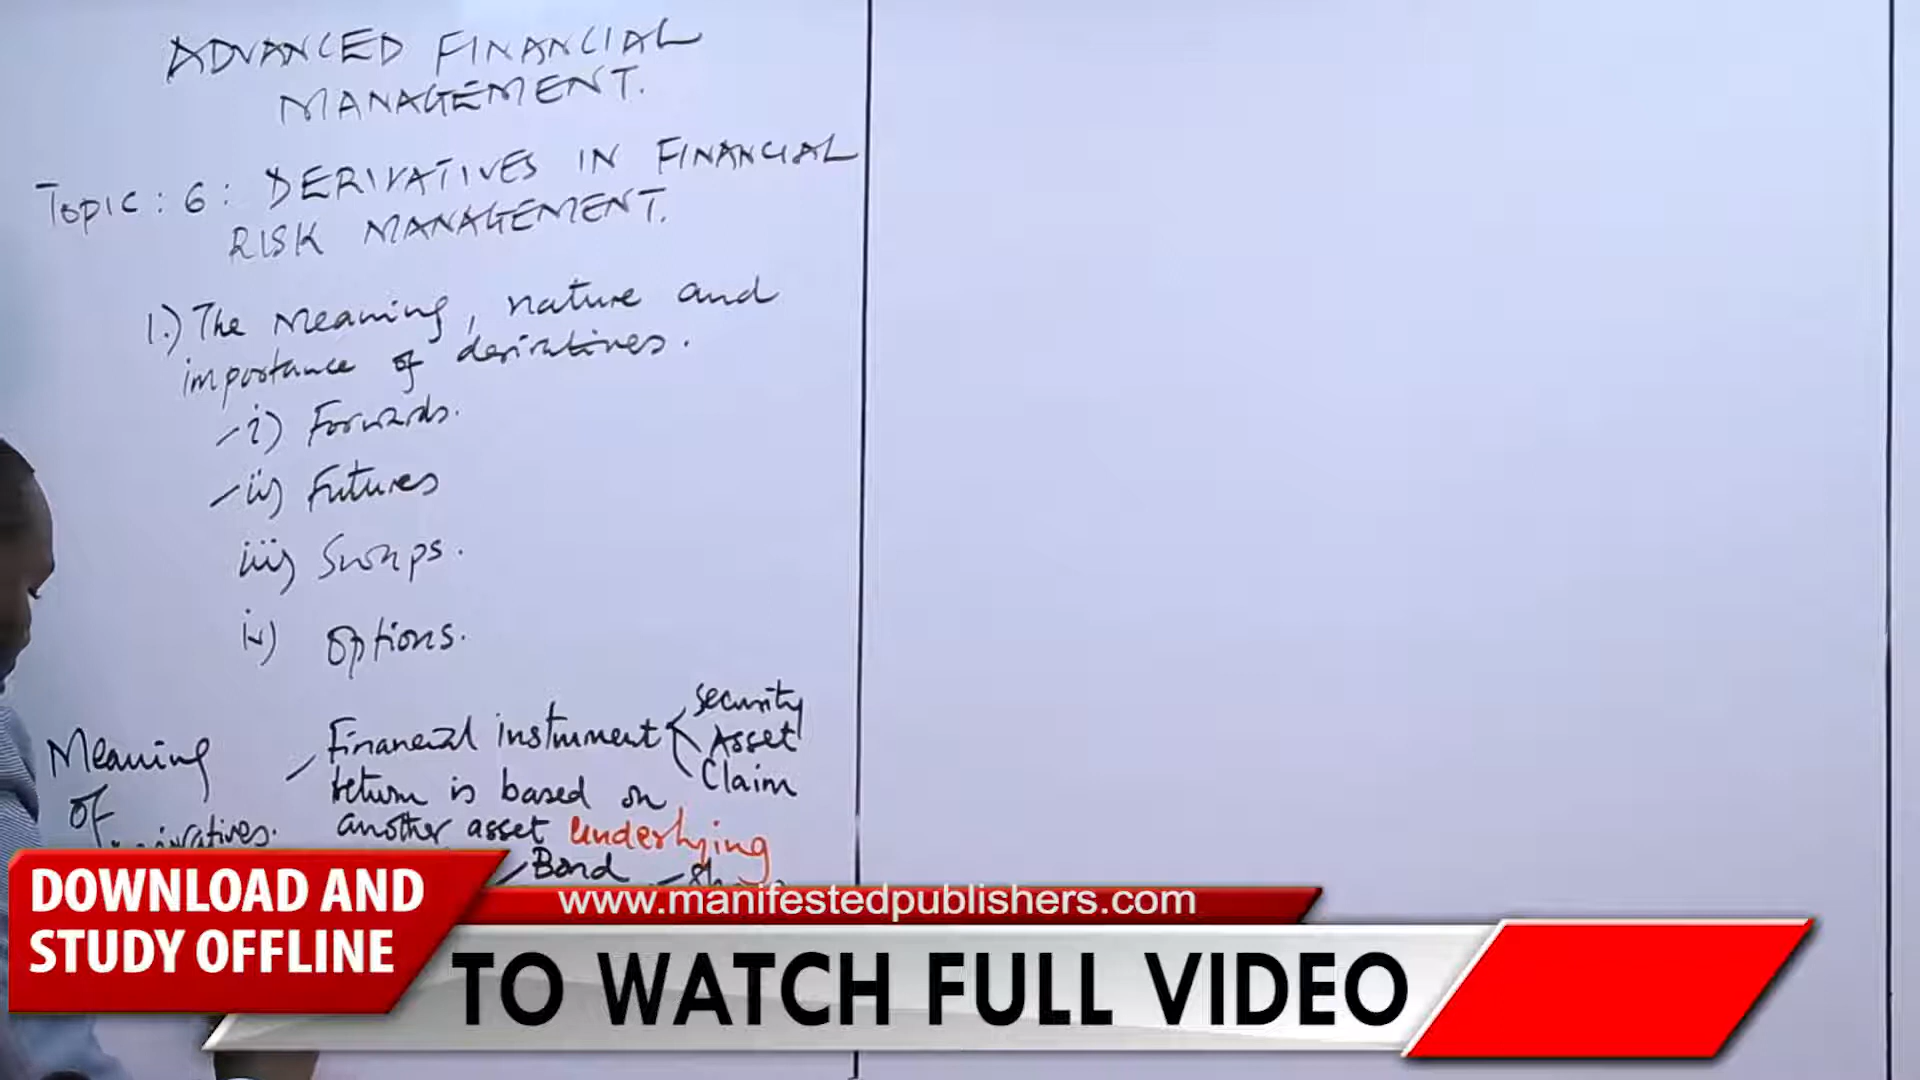 ADVANCED FINANCIAL
MANAGEMENT.
TOPIC: 6: DERIVATIVES IN FINANCIAL
RISK MANAGEMENT.
1.) The Meaning, nature and
importance of derivatives.
i) Forwards.
ii) Futures
iii) Swaps.
iv) Options.
Meaning
of
derivatives.
Financial instrument
security
Asset
Claim
return is based on
another asset underlying
Bond
DOWNLOAD AND
STUDY OFFLINE
www.manifestedpublishers.com
TO WATCH FULL VIDEO